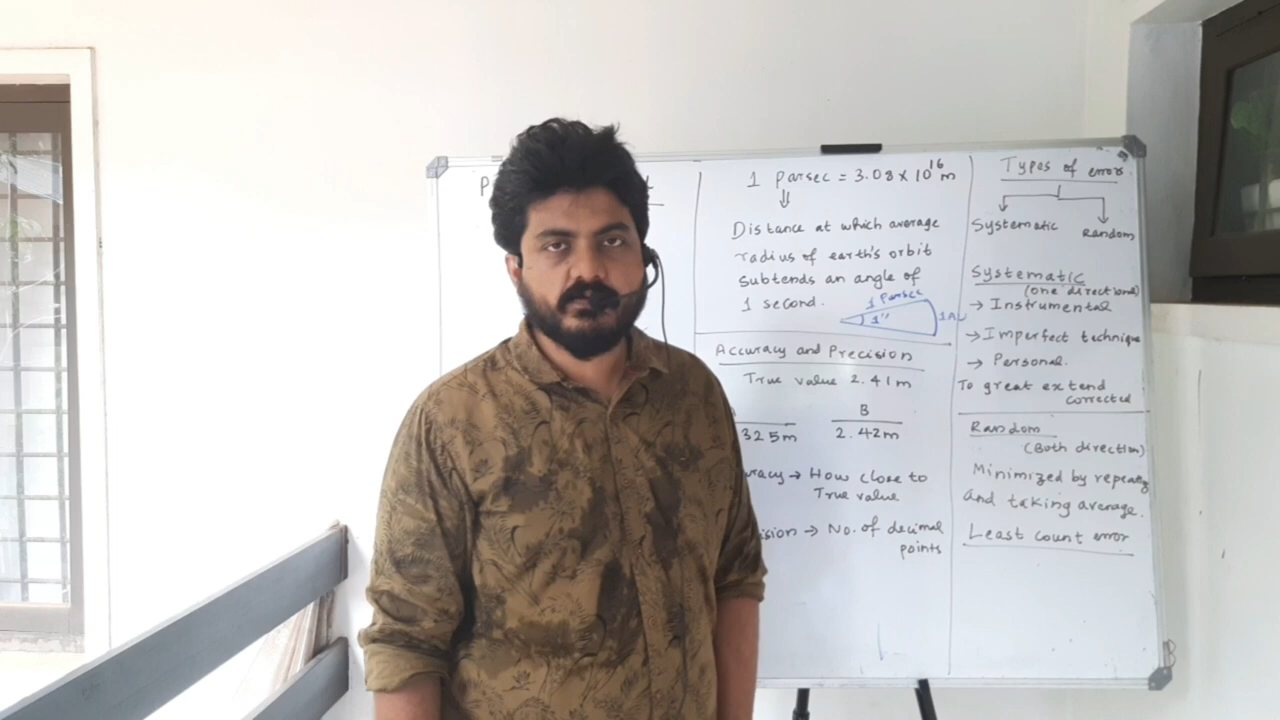 1 parsec = 3.08 x 10^16 m
Distance at which average
radius of earth's orbit
subtends an angle of
1 second.
1 parsec
1"
1AU
Accuracy and Precision
True value 2.41m
B
325m
2.42m
uracy → How close to
True value
ision → No. of decimal
points
Types of error
Systematic
Random
Systematic
(one directional)
→ Instrumental
→ Imperfect technique
→ Personal.
To great extend
corrected
Random
(Both direction)
Minimized by repeating
and taking average.
Least count error